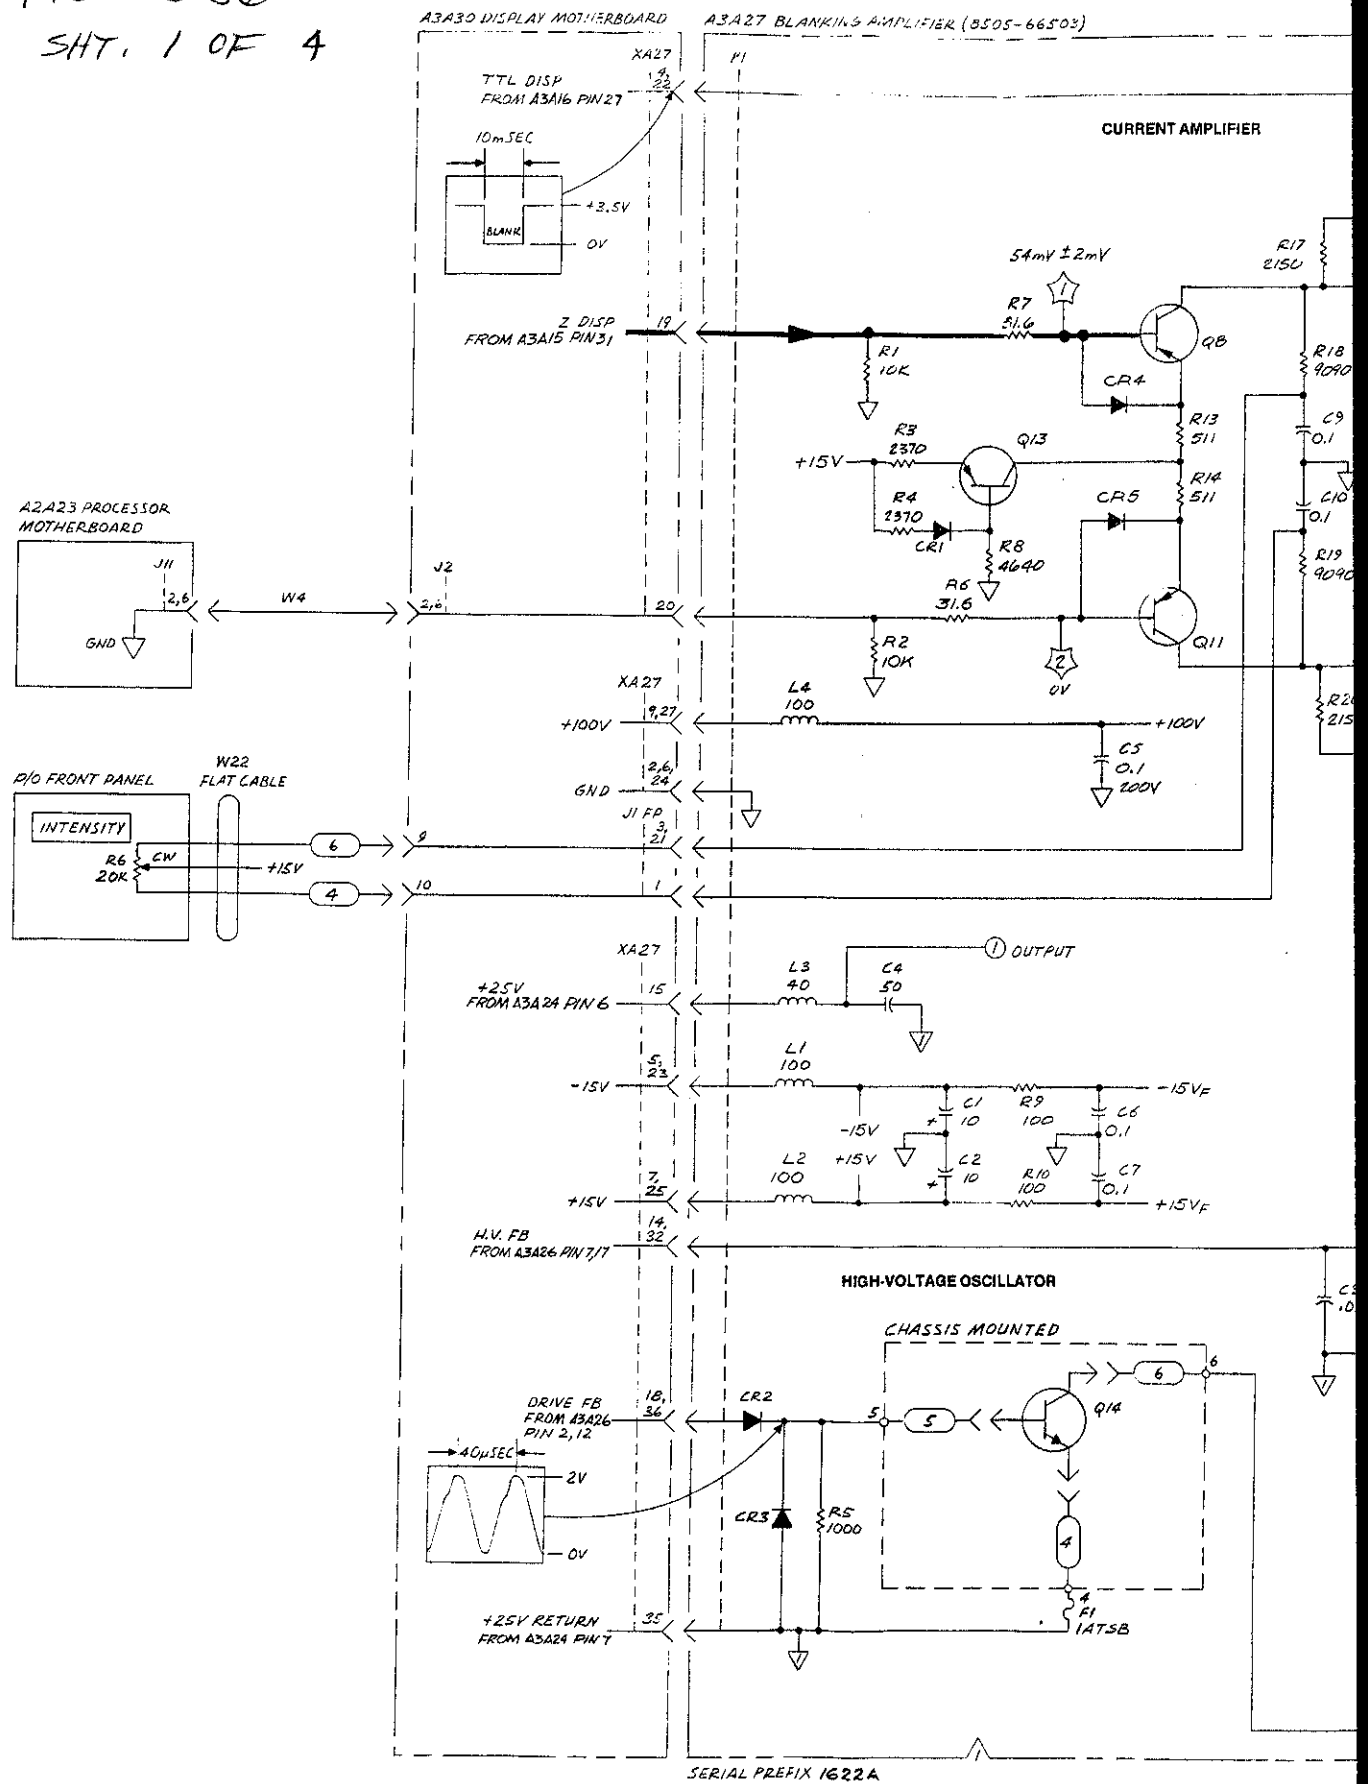 SHT. 1 OF 4
A3A30 DISPLAY MOTHERBOARD
A3A27 BLANKING AMPLIFIER (8505-66503)
XA27
P1
TTL DISP
FROM A3A16 PIN 27
4,
22
CURRENT AMPLIFIER
10mSEC
+3.5V
BLANK
0V
54mV ±2mV
1
R17
2150
Z DISP
FROM A3A15 PIN 31
19
R7
31.6
Q8
R1
10K
CR4
R18
9090
R13
511
C9
0.1
R3
2370
Q13
+15V
R4
2370
CR1
R8
4640
CR5
R14
511
C10
0.1
R19
9090
A2A23 PROCESSOR
MOTHERBOARD
J11
2,6
W4
J2
2,6
20
R6
31.6
GND
R2
10K
2
0V
Q11
XA27
+100V
9,27
L4
100
+100V
C5
0.1
200V
GND
2,6,
24
P/O FRONT PANEL
W22
FLAT CABLE
INTENSITY
R6
20K
CW
+15V
6
9
J1 FP
3,
21
4
10
1
XA27
1 OUTPUT
+25V
FROM A3A24 PIN 6
15
L3
40
C4
50
1
-15V
5,
23
L1
100
-15V
+
C1
10
R9
100
C6
0.1
-15VF
+15V
7,
25
L2
100
+15V
+
C2
10
R10
100
C7
0.1
+15VF
H.V. FB
FROM A3A26 PIN 7/7
14,
32
HIGH-VOLTAGE OSCILLATOR
CHASSIS MOUNTED
1
DRIVE FB
FROM A3A26
PIN 2,12
18,
36
CR2
5
5
Q14
6
6
40µSEC
2V
0V
CR3
R5
1000
4
4
F1
1ATSB
+25V RETURN
FROM A3A24 PIN 7
35
1
1
SERIAL PREFIX 1622A